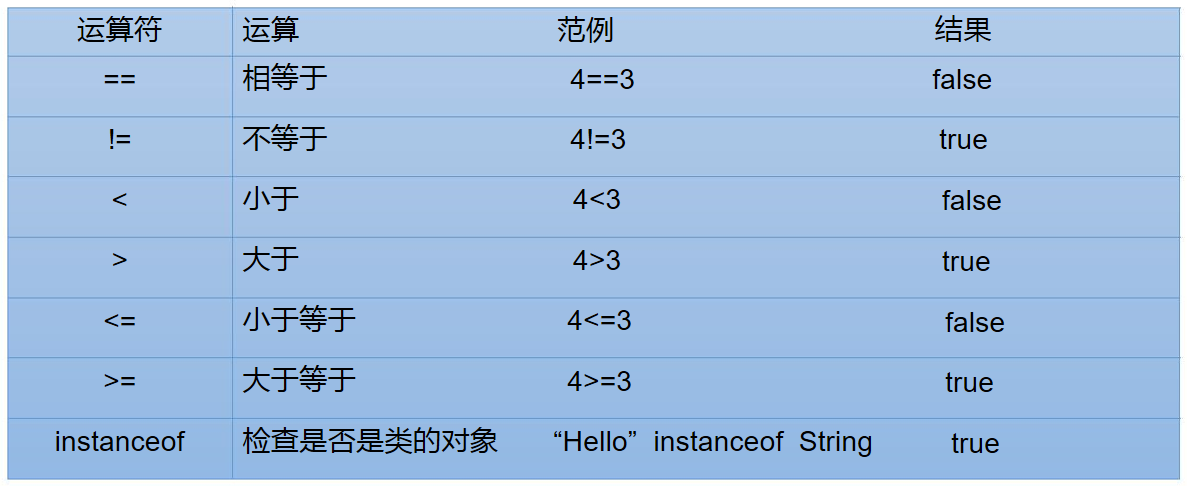 运算符 运算 范例 结果
== 相等于 4==3 false
!= 不等于 4!=3 true
< 小于 4<3 false
> 大于 4>3 true
<= 小于等于 4<=3 false
>= 大于等于 4>=3 true
instanceof 检查是否是类的对象 “Hello” instanceof String true